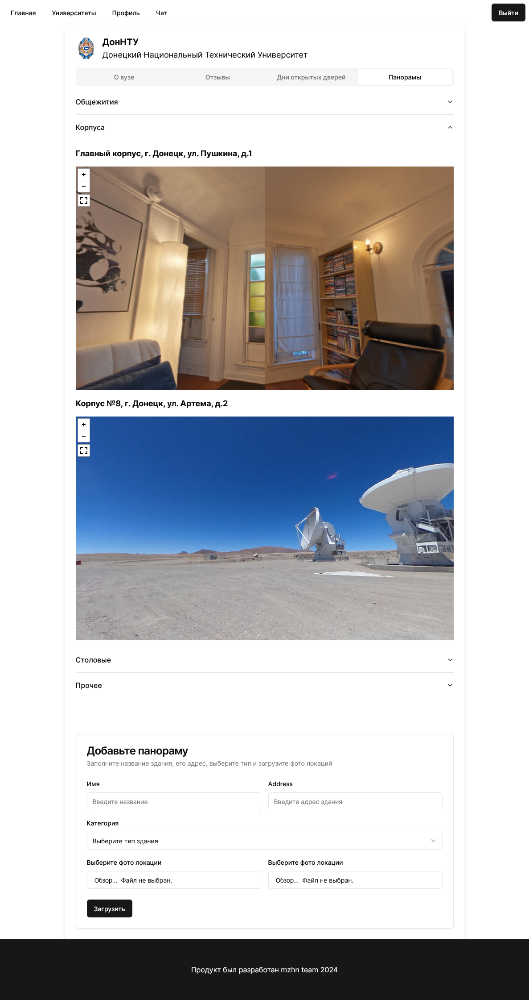 Главная Университеты Профиль Чат Выйти
ДонНТУ
Донецкий Национальный Технический Университет
О вузе Отзывы Дни открытых дверей Панорамы
Общежития
Корпуса
Главный корпус, г. Донецк, ул. Пушкина, д.1
+
−
Корпус №8, г. Донецк, ул. Артема, д.2
+
−
Столовые
Прочее
Добавьте панораму
Заполните название здания, его адрес, выберите тип и загрузите фото локаций
Имя Address
Введите название Введите адрес здания
Категория
Выберите тип здания
Выберите фото локации Выберите фото локации
Обзор... Файл не выбран. Обзор... Файл не выбран.
Загрузить
Продукт был разработан mzhn team 2024